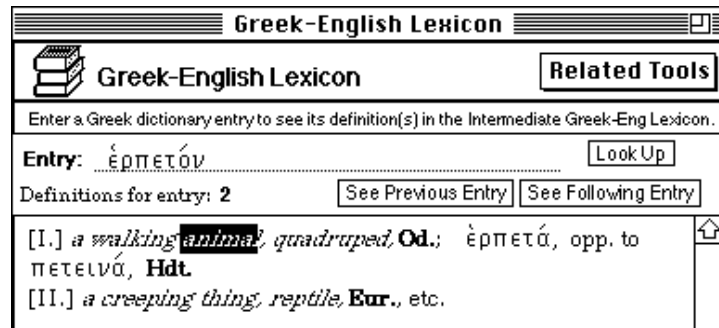 Greek-English Lexicon
Greek-English Lexicon
Related Tools
Enter a Greek dictionary entry to see its definition(s) in the Intermediate Greek-Eng Lexicon.
Entry: ἑρπετόν
Look Up
Definitions for entry: 2
See Previous Entry
See Following Entry
[I.] a walking animal, quadruped, Od.; ἑρπετά, opp. to
πετεινά, Hdt.
[II.] a creeping thing, reptile, Eur., etc.